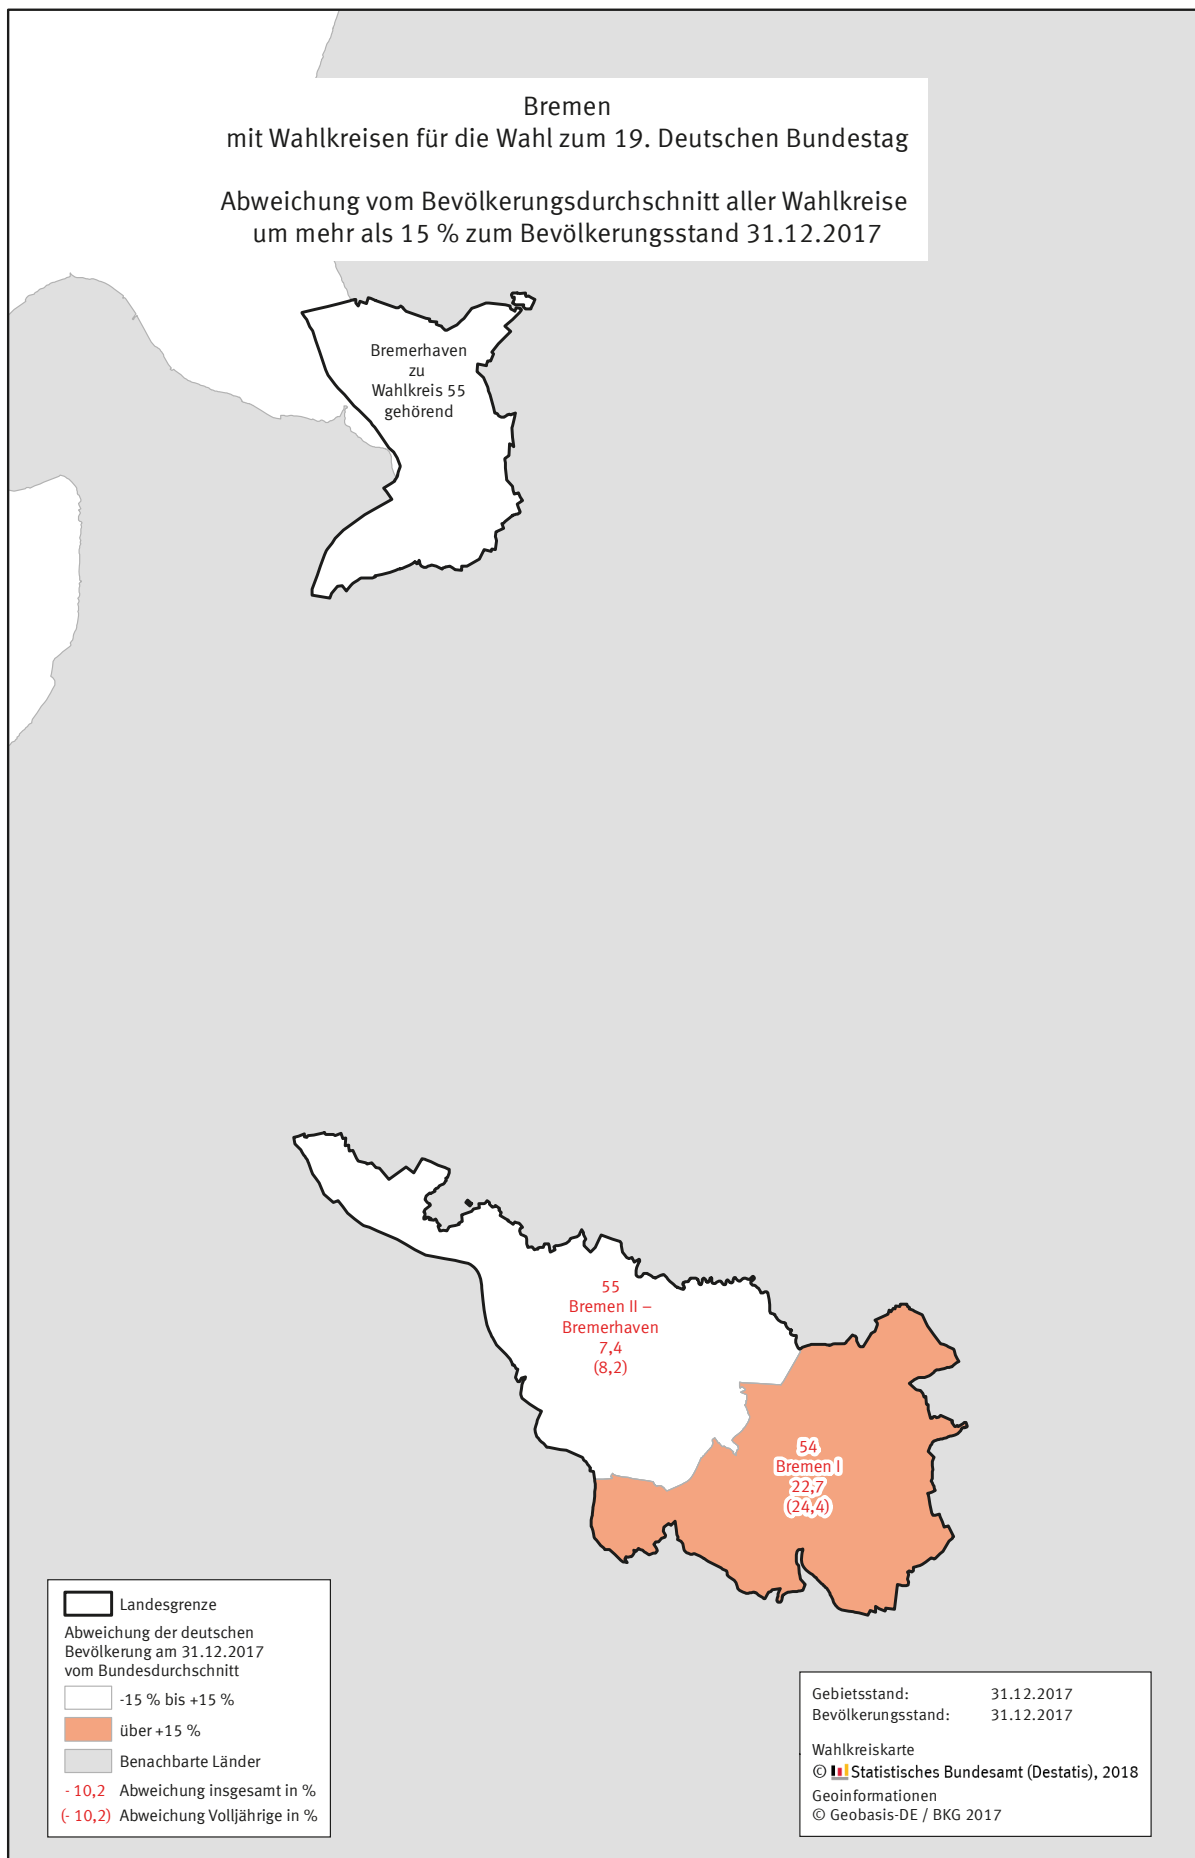 Bremen
mit Wahlkreisen für die Wahl zum 19. Deutschen Bundestag
Abweichung vom Bevölkerungsdurchschnitt aller Wahlkreise
um mehr als 15 % zum Bevölkerungsstand 31.12.2017
Bremerhaven
zu
Wahlkreis 55
gehörend
55
Bremen II –
Bremerhaven
7,4
(8,2)
54
Bremen I
22,7
(24,4)
Landesgrenze
Abweichung der deutschen
Bevölkerung am 31.12.2017
vom Bundesdurchschnitt
-15 % bis +15 %
über +15 %
Benachbarte Länder
- 10,2 Abweichung insgesamt in %
(- 10,2) Abweichung Volljährige in %
Gebietsstand: 31.12.2017
Bevölkerungsstand: 31.12.2017
Wahlkreiskarte
© Statistisches Bundesamt (Destatis), 2018
Geoinformationen
© Geobasis-DE / BKG 2017